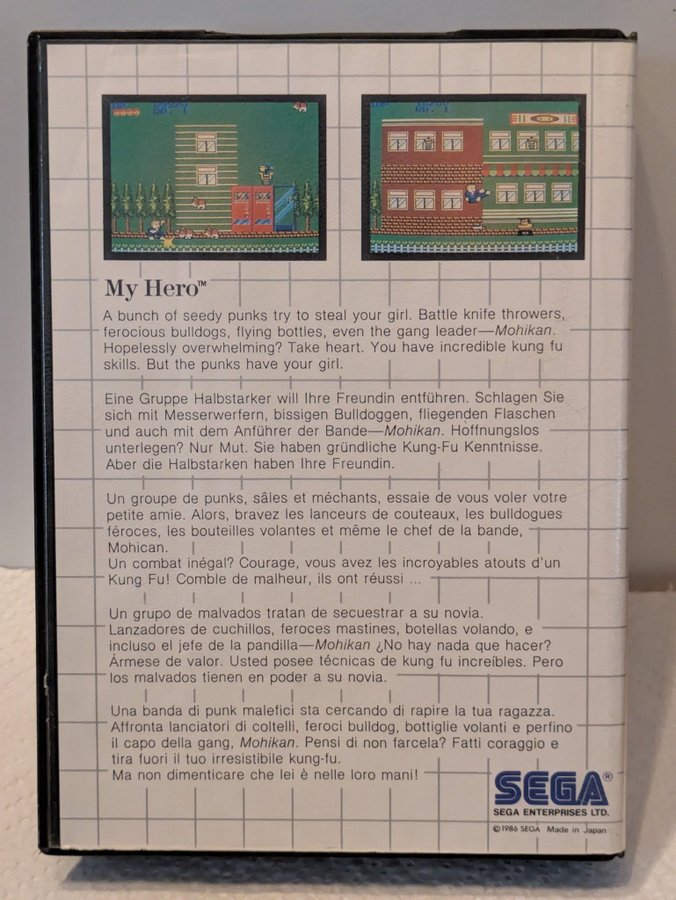 My Hero™
A bunch of seedy punks try to steal your girl. Battle knife throwers,
ferocious bulldogs, flying bottles, even the gang leader—Mohikan.
Hopelessly overwhelming? Take heart. You have incredible kung fu
skills. But the punks have your girl.
Eine Gruppe Halbstarker will Ihre Freundin entführen. Schlagen Sie
sich mit Messerwerfern, bissigen Bulldoggen, fliegenden Flaschen
und auch mit dem Anführer der Bande—Mohikan. Hoffnungslos
unterlegen? Nur Mut. Sie haben gründliche Kung-Fu Kenntnisse.
Aber die Halbstarken haben Ihre Freundin.
Un groupe de punks, sâles et méchants, essaie de vous voler votre
petite amie. Alors, bravez les lanceurs de couteaux, les bulldogues
féroces, les bouteilles volantes et même le chef de la bande,
Mohican.
Un combat inégal? Courage, vous avez les incroyables atouts d'un
Kung Fu! Comble de malheur, ils ont réussi ...
Un grupo de malvados tratan de secuestrar a su novia.
Lanzadores de cuchillos, feroces mastines, botellas volando, e
incluso el jefe de la pandilla—Mohikan ¿No hay nada que hacer?
Ármese de valor. Usted posee técnicas de kung fu increíbles. Pero
los malvados tienen en poder a su novia.
Una banda di punk malefici sta cercando di rapire la tua ragazza.
Affronta lanciatori di coltelli, feroci bulldog, bottiglie volanti e perfino
il capo della gang, Mohikan. Pensi di non farcela? Fatti coraggio e
tira fuori il tuo irresistibile kung-fu.
Ma non dimenticare che lei è nelle loro mani!
SEGA®
SEGA ENTERPRISES LTD.
©1986 SEGA Made in Japan